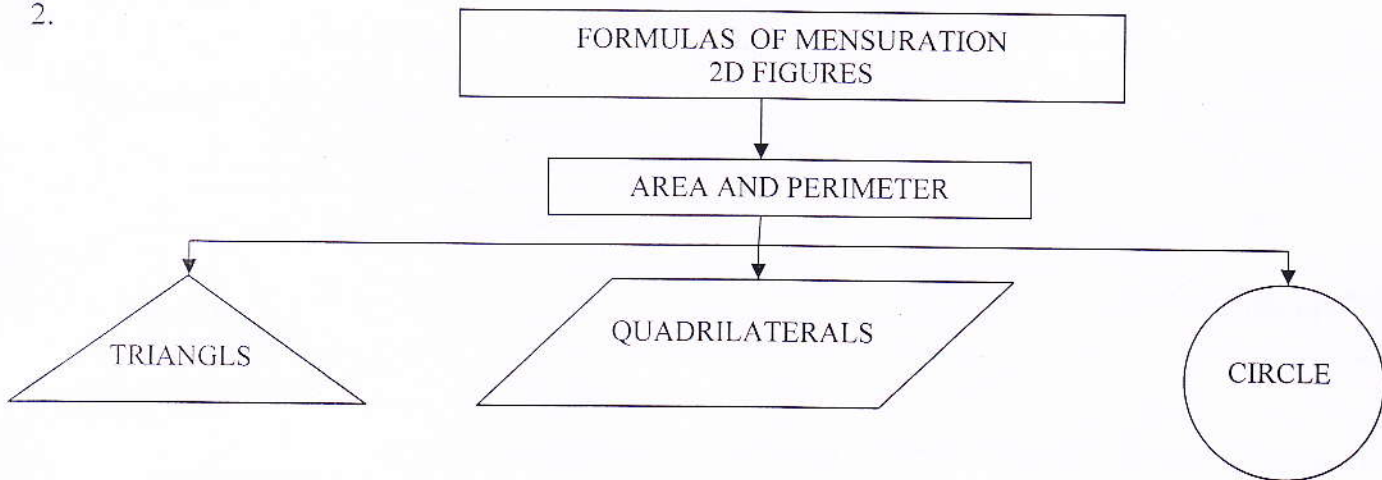 2.
FORMULAS OF MENSURATION
2D FIGURES
AREA AND PERIMETER
TRIANGLS
QUADRILATERALS
CIRCLE